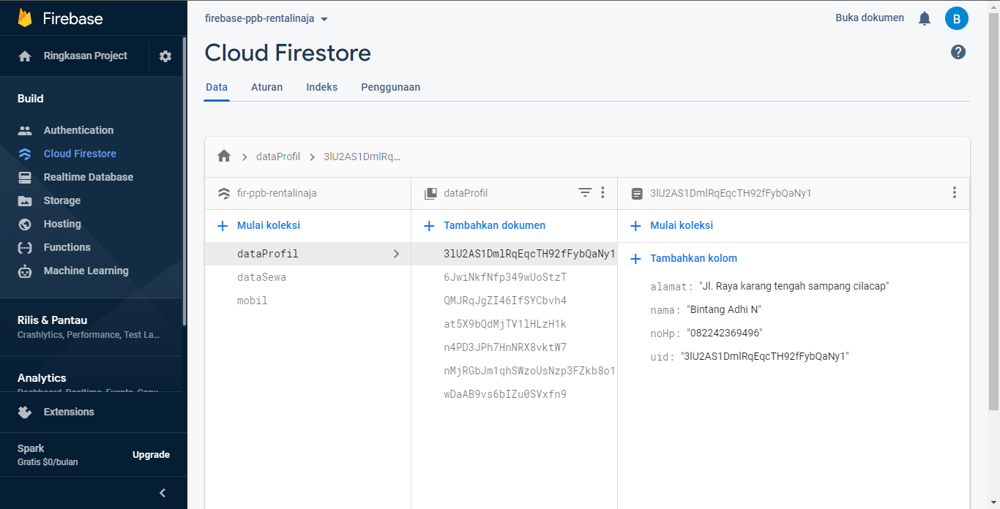 Firebase
Ringkasan Project
Build
Authentication
Cloud Firestore
Realtime Database
Storage
Hosting
Functions
Machine Learning
Rilis & Pantau
Crashlytics, Performance, Test La...
Analytics
Dashboard, Realtime, Events, Conv...
Extensions
Spark
Gratis $0/bulan
Upgrade
firebase-ppb-rentalinaja
Buka dokumen
B
Cloud Firestore
?
Data Aturan Indeks Penggunaan
dataProfil
3lU2AS1DmlRq...
fir-ppb-rentalinaja
Mulai koleksi
dataProfil
dataSewa
mobil
dataProfil
Tambahkan dokumen
3lU2AS1DmlRqEqcTH92fFybQaNy1
6JwiNkfNfp349wUoStzT
QMJRqJgZI46IfSYCbvh4
at5X9bQdMjTV1lHLzH1k
n4PD3JPh7HnNRX8vktW7
nMjRGbJm1qhSWzoUsNzp3FZkb8o1
wDaAB9vs6bIZu0SVxfn9
3lU2AS1DmlRqEqcTH92fFybQaNy1
Mulai koleksi
Tambahkan kolom
alamat: "Jl. Raya karang tengah sampang cilacap"
nama: "Bintang Adhi N"
noHp: "082242369496"
uid: "3lU2AS1DmlRqEqcTH92fFybQaNy1"